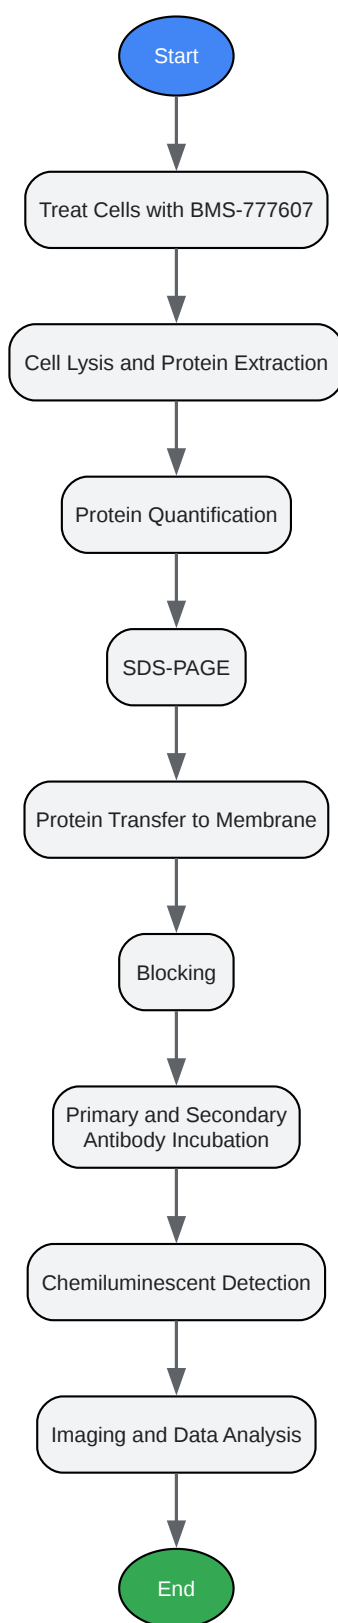 Start
Treat Cells with BMS-777607
Cell Lysis and Protein Extraction
Protein Quantification
SDS-PAGE
Protein Transfer to Membrane
Blocking
Primary and Secondary
Antibody Incubation
Chemiluminescent Detection
Imaging and Data Analysis
End